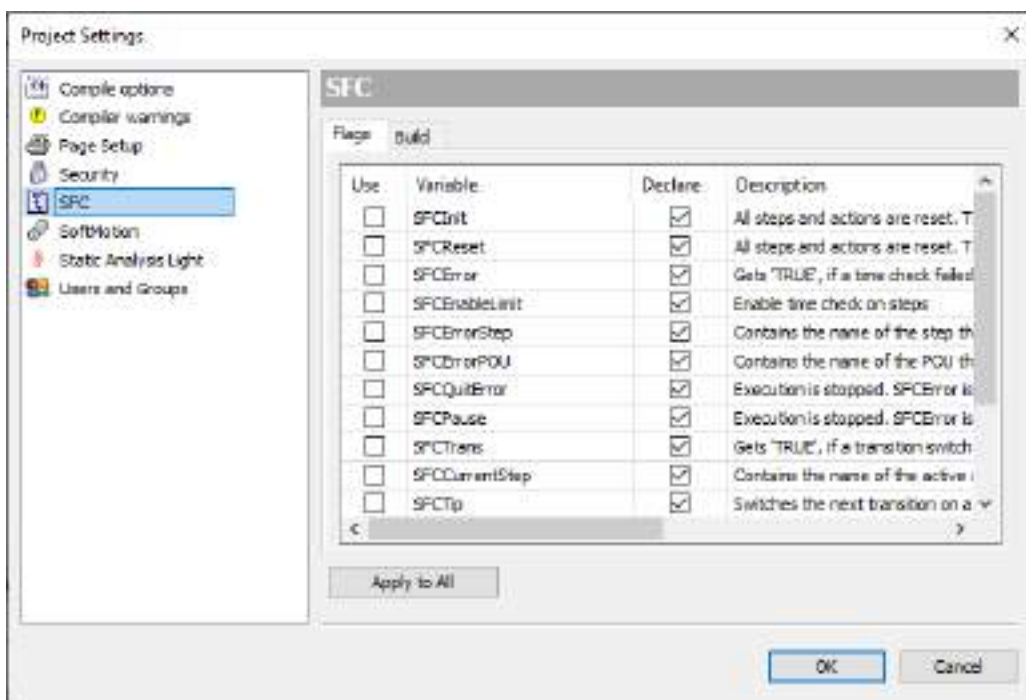 Project Settings
Compile options
Compiler warnings
Page Setup
Security
SFC
SoftMotion
Static Analysis Light
Users and Groups
SFC
Flags Build
Use Variable Declare Description
SFCInit All steps and actions are reset. T
SFCReset All steps and actions are reset. T
SFCError Gets 'TRUE', if a time check failed
SFCEnableLimit Enable time check on steps
SFCErrorStep Contains the name of the step th
SFCErrorPOU Contains the name of the POU th
SFCQuitError Execution is stopped. SFCError is
SFCPause Execution is stopped. SFCError is
SFCTrans Gets 'TRUE', if a transition switch
SFCCurrentStep Contains the name of the active
SFCTip Switches the next transition on a
Apply to All
OK Cancel